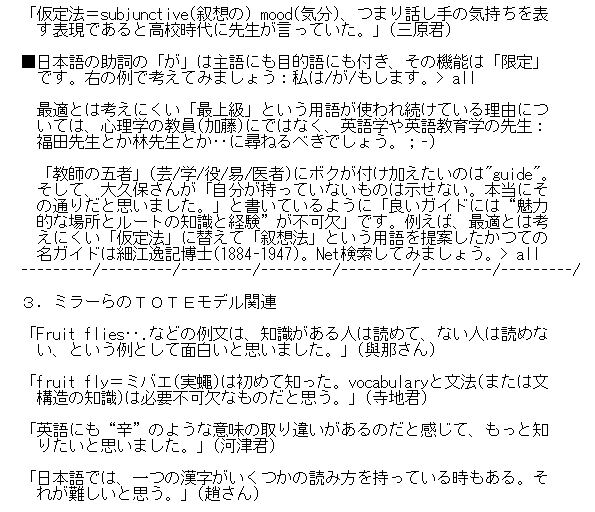 「仮定法＝subjunctive(叙想の) mood(気分)、つまり話し手の気持ちを表
す表現であると高校時代に先生が言っていた。」(三原君)
■日本語の助詞の「が」は主語にも目的語にも付き、その機能は「限定」
です。右の例で考えてみましょう：私は/が/もします。> all
最適とは考えにくい「最上級」という用語が使われ続けている理由につ
いては、心理学の教員(加藤)にではなく、英語学や英語教育学の先生：
福田先生とか林先生とか‥に尋ねるべきでしょう。;-)
「教師の五者」(芸/学/役/易/医者)にボクが付け加えたいのは"guide"。
そして、大久保さんが「自分が持っていないものは示せない。本当にそ
の通りだと思いました。」と書いているように「良いガイドには“魅力
的な場所とルートの知識と経験”が不可欠」です。例えば、最適とは考
えにくい「仮定法」に替えて「叙想法」という用語を提案したかつての
名ガイドは細江逸記博士(1884-1947)。Net検索してみましょう。> all
---------/---------/---------/---------/---------/---------/---------/
３．ミラーらのＴＯＴＥモデル関連
「Fruit flies‥.などの例文は、知識がある人は読めて、ない人は読めな
い、という例として面白いと思いました。」(與那さん)
「fruit fly＝ミバエ(実蠅)は初めて知った。vocabularyと文法(または文
構造の知識)は必要不可欠なものだと思う。」(寺地君)
「英語にも“辛”のような意味の取り違いがあるのだと感じて、もっと知
りたいと思いました。」(河津君)
「日本語では、一つの漢字がいくつかの読み方を持っている時もある。そ
れが難しいと思う。」(趙さん)